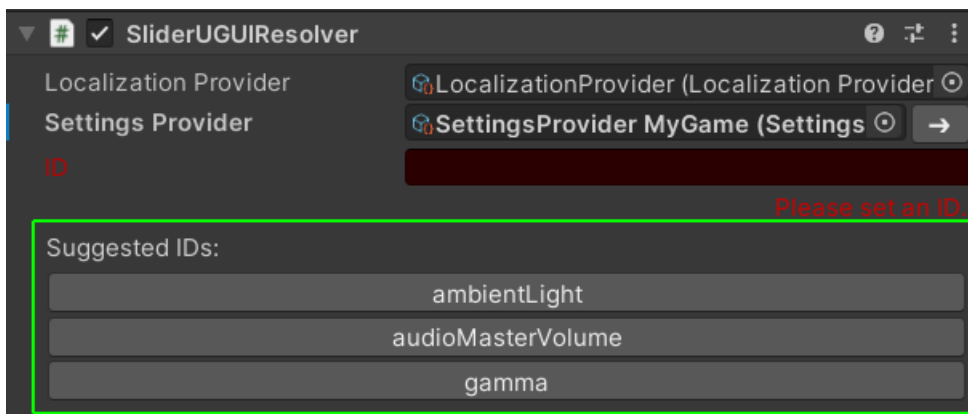 SliderUGUIResolver
Localization Provider LocalizationProvider (Localization Provider
Settings Provider SettingsProvider MyGame (Settings
ID
Please set an ID.
Suggested IDs:
ambientLight
audioMasterVolume
gamma